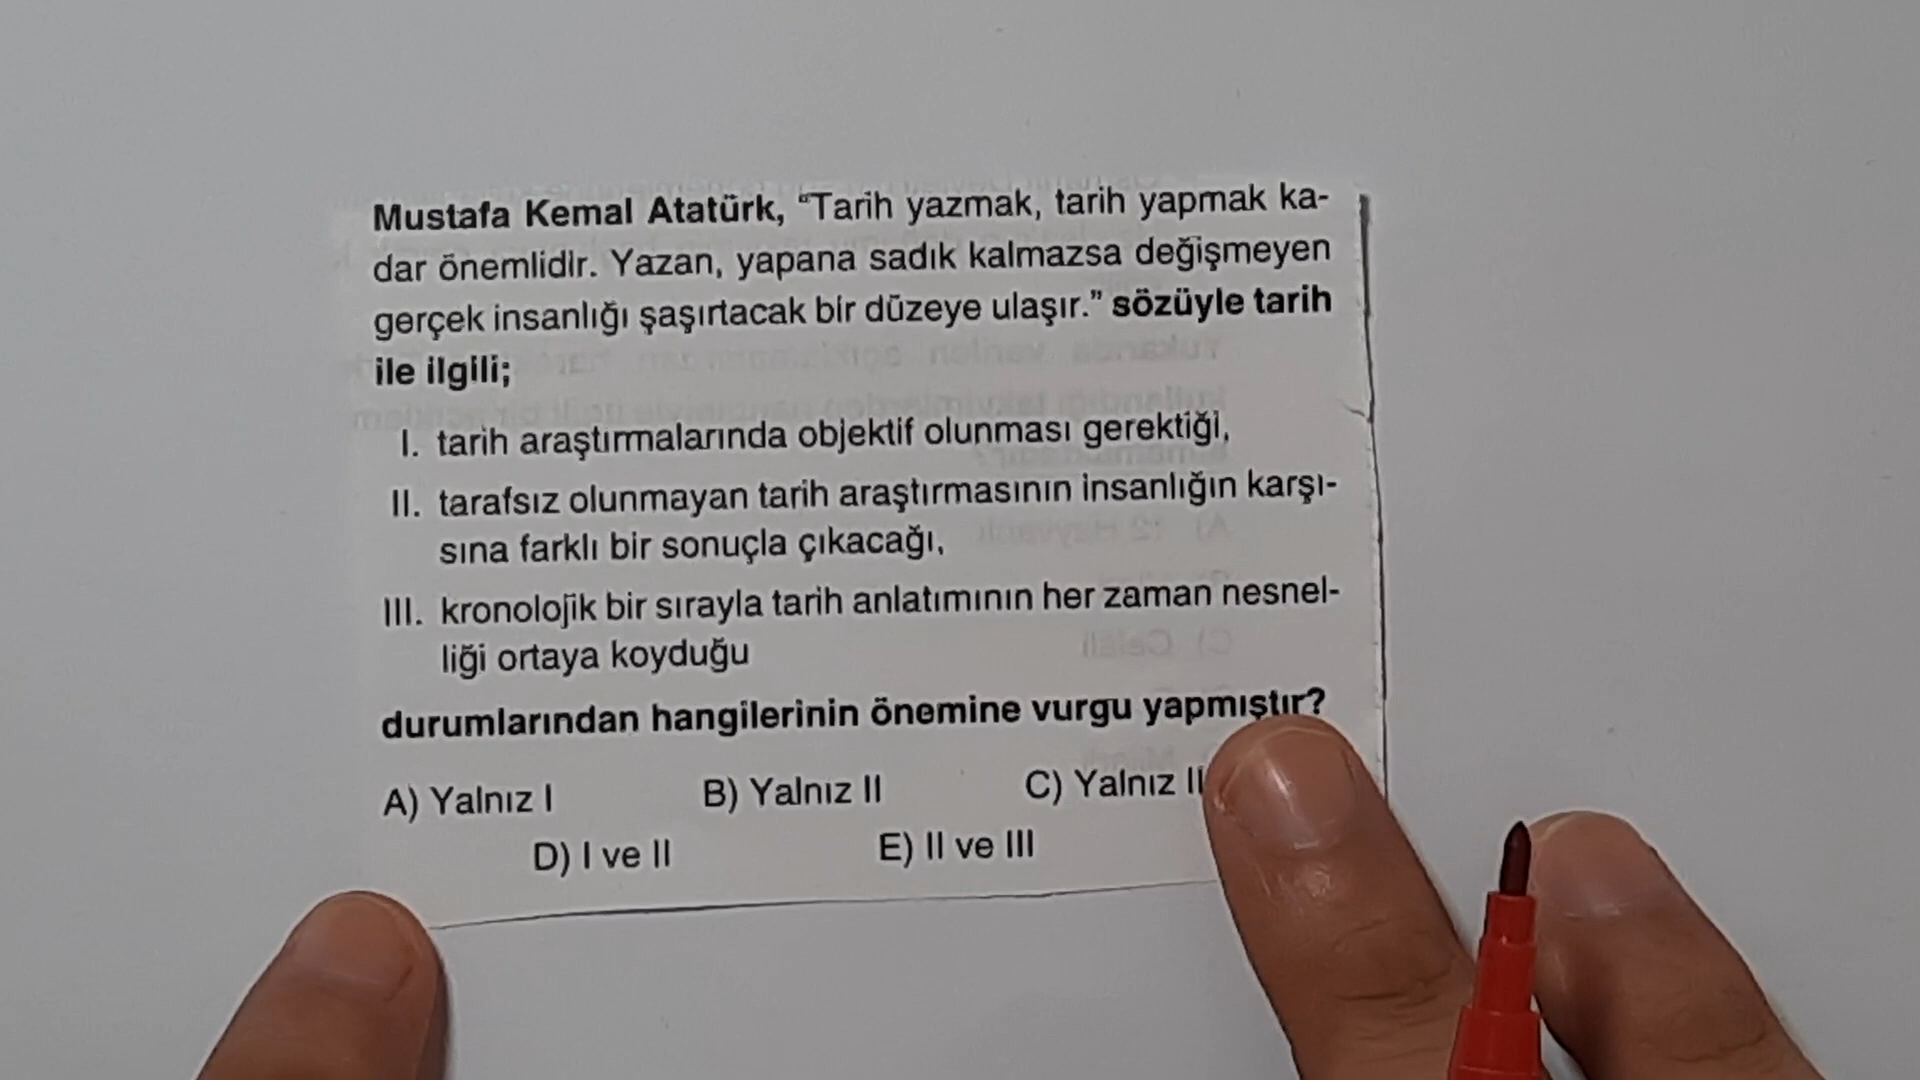 Mustafa Kemal Atatürk, “Tarih yazmak, tarih yapmak ka-
dar önemlidir. Yazan, yapana sadık kalmazsa değişmeyen
gerçek insanlığı şaşırtacak bir düzeye ulaşır.” sözüyle tarih
ile ilgili;
I. tarih araştırmalarında objektif olunması gerektiği,
II. tarafsız olunmayan tarih araştırmasının insanlığın karşı-
sına farklı bir sonuçla çıkacağı,
III. kronolojik bir sırayla tarih anlatımının her zaman nesnel-
liği ortaya koyduğu
durumlarından hangilerinin önemine vurgu yapmıştır?
A) Yalnız I B) Yalnız II C) Yalnız
D) I ve II E) II ve III